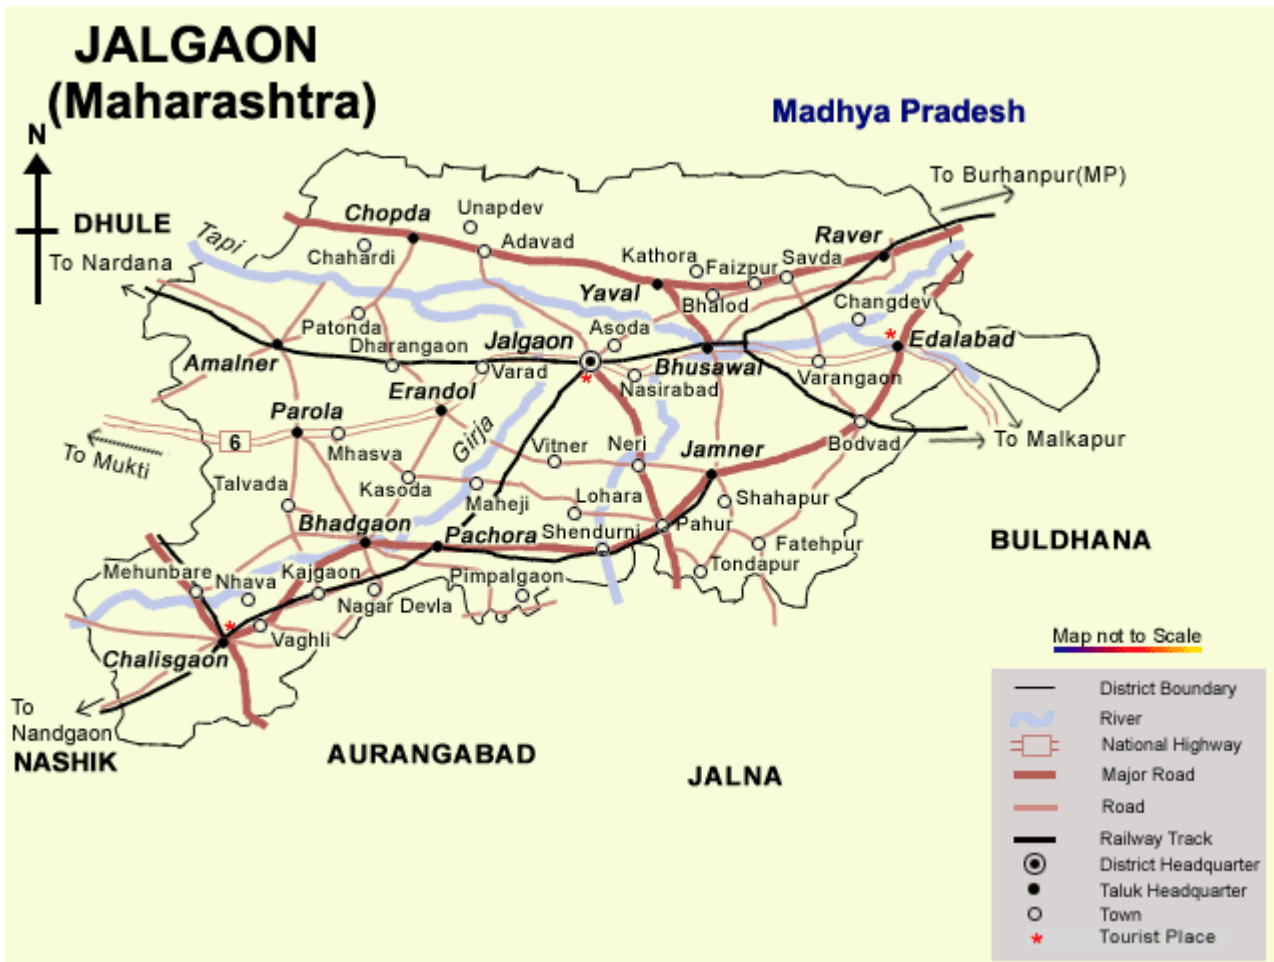 JALGAON
(Maharashtra)
N
Madhya Pradesh
To Burhanpur(MP)
DHULE
Tapi
To Nardana
Chopda
Unapdev
Chahardi
Adavad
Kathora
Faizpur
Savda
Raver
Yaval
Bhalod
Changdev
Patonda
Asoda
Jalgaon
Dharangaon
Amalner
Edalabad
Bhusawal
Varad
Nasirabad
Varangaon
Erandol
Parola
6
To Mukti
Mhasva
Girja
Vitner
Neri
Jamner
Bodvad
To Malkapur
Talvada
Kasoda
Maheji
Lohara
Shahapur
Bhadgaon
Pachora
Shendurni
Pahur
Fatehpur
BULDHANA
Mehunbare
Nhava
Kajgaon
Pimpalgaon
Tondapur
Nagar Devla
Vaghli
Chalisgaon
To
Nandgaon
NASHIK
AURANGABAD
JALNA
Map not to Scale
District Boundary
River
National Highway
Major Road
Road
Railway Track
District Headquarter
Taluk Headquarter
Town
Tourist Place